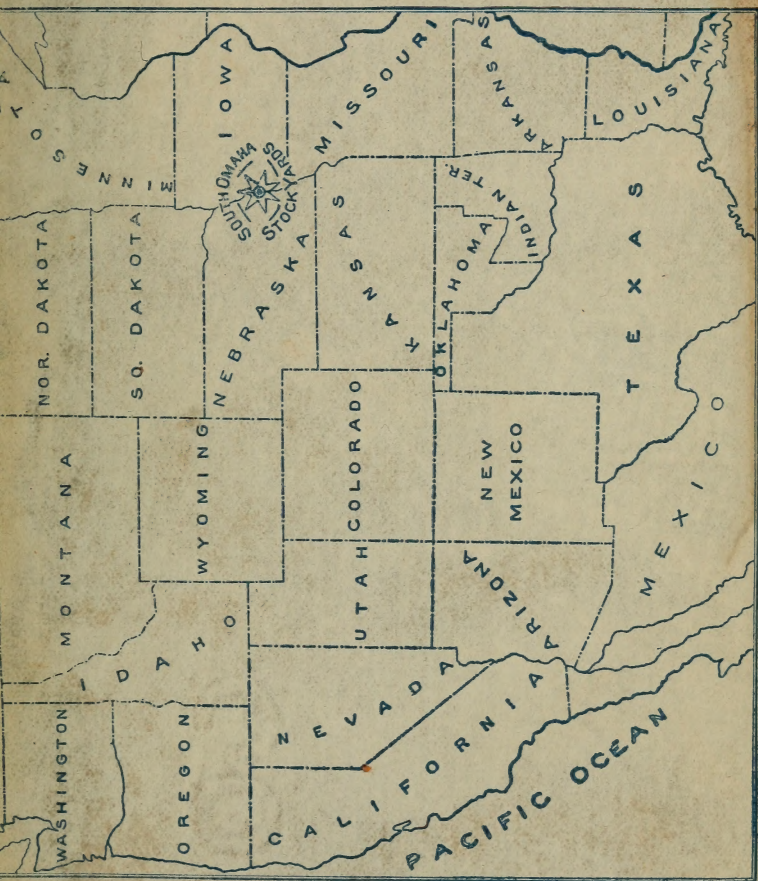 WASHINGTON
OREGON
CALIFORNIA
PACIFIC OCEAN
IDAHO
NEVADA
MONTANA
WYOMING
UTAH
ARIZONA
COLORADO
NEW
MEXICO
MEXICO
NOR. DAKOTA
SO. DAKOTA
NEBRASKA
KANSAS
OKLAHOMA
INDIAN TER.
TEXAS
SOUTH OMAHA
STOCK YARDS
IOWA
MISSOURI
ARKANSAS
LOUISIANA
MINNESOT